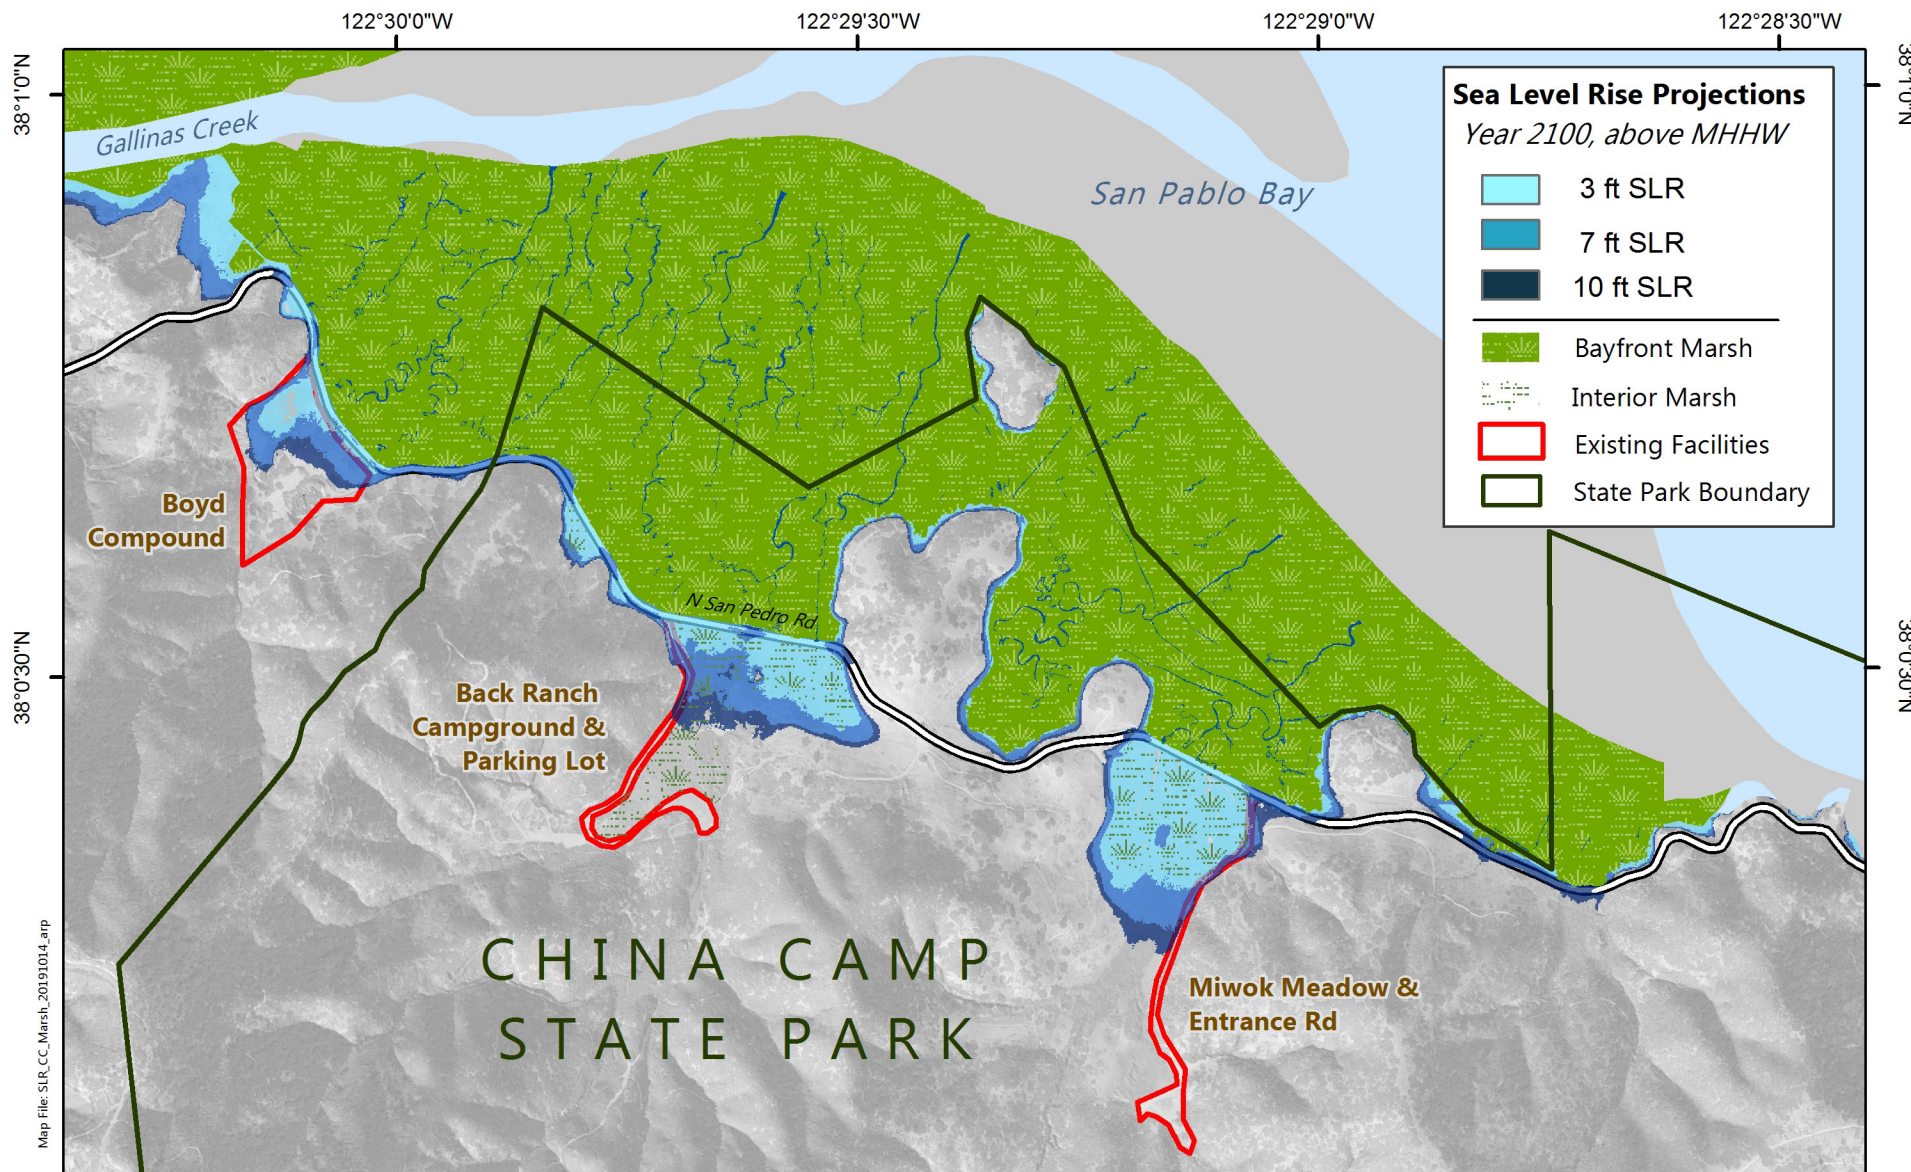 122°30'0"W
122°29'30"W
122°29'0"W
122°28'30"W
38°1'0"N
38°1'0"N
Sea Level Rise Projections
Year 2100, above MHHW
3 ft SLR
7 ft SLR
10 ft SLR
Bayfront Marsh
Interior Marsh
Existing Facilities
State Park Boundary
Gallinas Creek
San Pablo Bay
Boyd
Compound
N San Pedro Rd
38°0'30"N
38°0'30"N
Back Ranch
Campground &
Parking Lot
CHINA CAMP
STATE PARK
Miwok Meadow &
Entrance Rd
Map File: SLR_CC_Marsh_20191014_arp